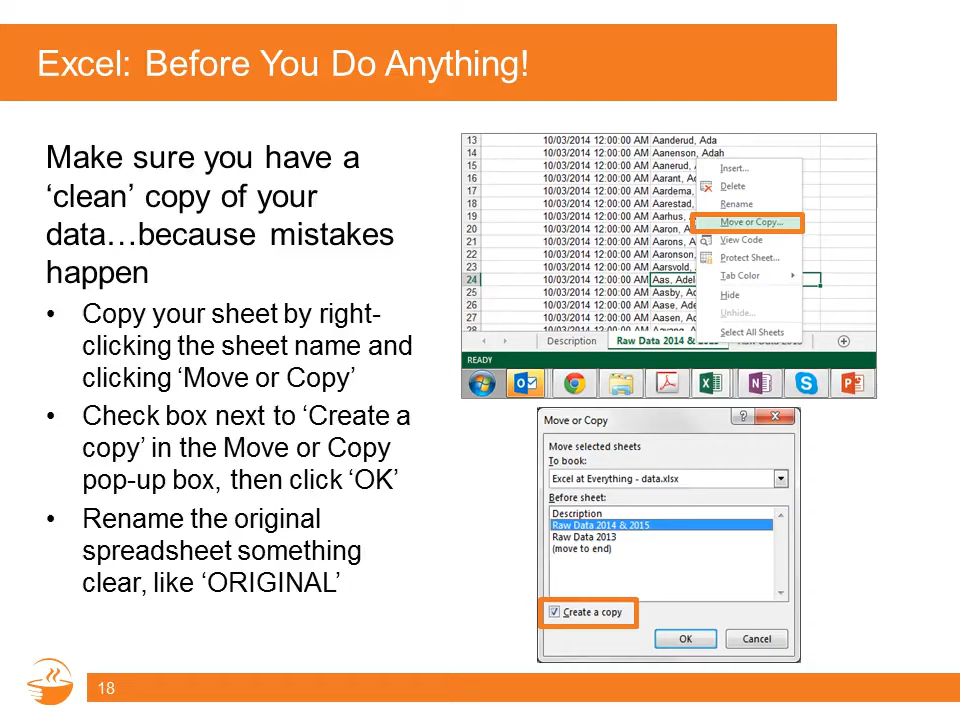 Excel: Before You Do Anything!
Make sure you have a
‘clean’ copy of your
data…because mistakes
happen
• Copy your sheet by right-
clicking the sheet name and
clicking ‘Move or Copy’
• Check box next to ‘Create a
copy’ in the Move or Copy
pop-up box, then click ‘OK’
• Rename the original
spreadsheet something
clear, like ‘ORIGINAL’
13 10/03/2014 12:00:00 AM Aanderud, Ada
14 10/03/2014 12:00:00 AM Aanenson, Adah
15 10/03/2014 12:00:00 AM Aanerud,
16 10/03/2014 12:00:00 AM Aarant,
17 10/03/2014 12:00:00 AM Aardema,
18 10/03/2014 12:00:00 AM Aarestad,
19 10/03/2014 12:00:00 AM Aarhus,
20 10/03/2014 12:00:00 AM Aaron,
21 10/03/2014 12:00:00 AM Aarons,
22 10/03/2014 12:00:00 AM Aaronson,
23 10/03/2014 12:00:00 AM Aarsvold,
24 10/03/2014 12:00:00 AM Aas, Adel
25 10/03/2014 12:00:00 AM Aasby, Ad
26 10/03/2014 12:00:00 AM Aase, Ade
27 10/03/2014 12:00:00 AM Aasen, Ad
28 10/03/2014 12:00:00 AM
Insert...
Delete
Rename
Move or Copy...
View Code
Protect Sheet...
Tab Color
Hide
Unhide...
Select All Sheets
Description Raw Data 2014 &
READY
Move or Copy
Move selected sheets
To book:
Excel at Everything - data.xlsx
Before sheet:
Description
Raw Data 2014 & 2015
Raw Data 2013
(move to end)
Create a copy
OK Cancel
18